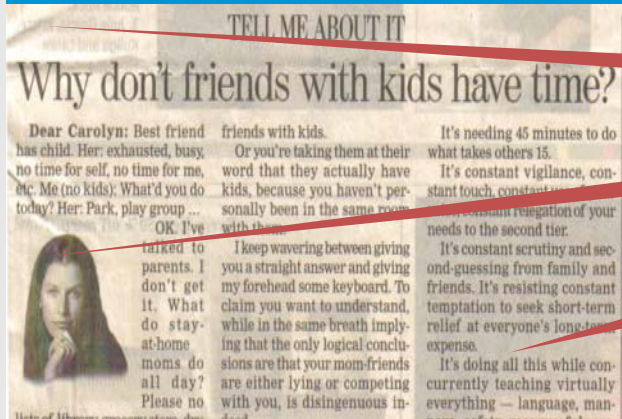 TELL ME ABOUT IT
Why don't friends with kids have time?
Dear Carolyn: Best friend
has child. Her: exhausted, busy,
no time for self, no time for me,
etc. Me (no kids): What'd you do
today? Her: Park, play group ...
OK. I've
talked to
parents. I
don't get
it. What
do stay-
at-home
moms do
all day?
Please no
friends with kids.
Or you're taking them at their
word that they actually have
kids, because you haven't per-
sonally been in the same room
with them.
I keep wavering between giving
you a straight answer and giving
my forehead some keyboard. To
claim you want to understand,
while in the same breath imply-
ing that the only logical conclu-
sions are that your mom-friends
are either lying or competing
with you, is disingenuous in-
It's needing 45 minutes to do
what takes others 15.
It's constant vigilance, con-
stant touch, constant
constant relegation of your
needs to the second tier.
It's constant scrutiny and sec-
ond-guessing from family and
friends. It's resisting constant
temptation to seek short-term
relief at everyone's long-term
expense.
It's doing all this while con-
currently teaching virtually
everything — language, man-